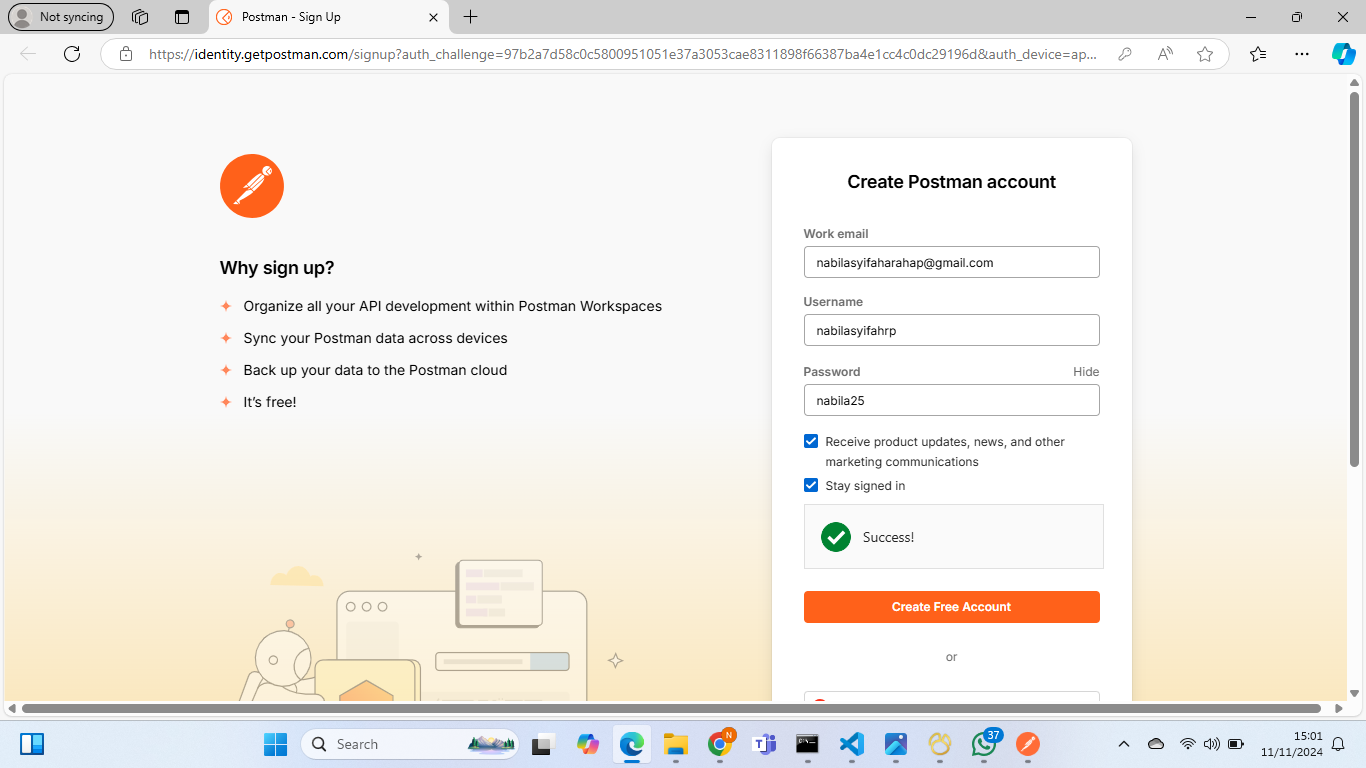 Not syncing
Postman - Sign Up
https://identity.getpostman.com/signup?auth_challenge=97b2a7d58c0c5800951051e37a3053cae8311898f66387ba4e1cc4c0dc29196d&auth_device=ap...
Create Postman account
Work email
nabilasyifaharahap@gmail.com
Username
nabilasyifahrp
Password Hide
nabila25
Receive product updates, news, and other
marketing communications
Stay signed in
Success!
Create Free Account
or
Why sign up?
Organize all your API development within Postman Workspaces
Sync your Postman data across devices
Back up your data to the Postman cloud
It's free!
Search
N
37
15:01
11/11/2024